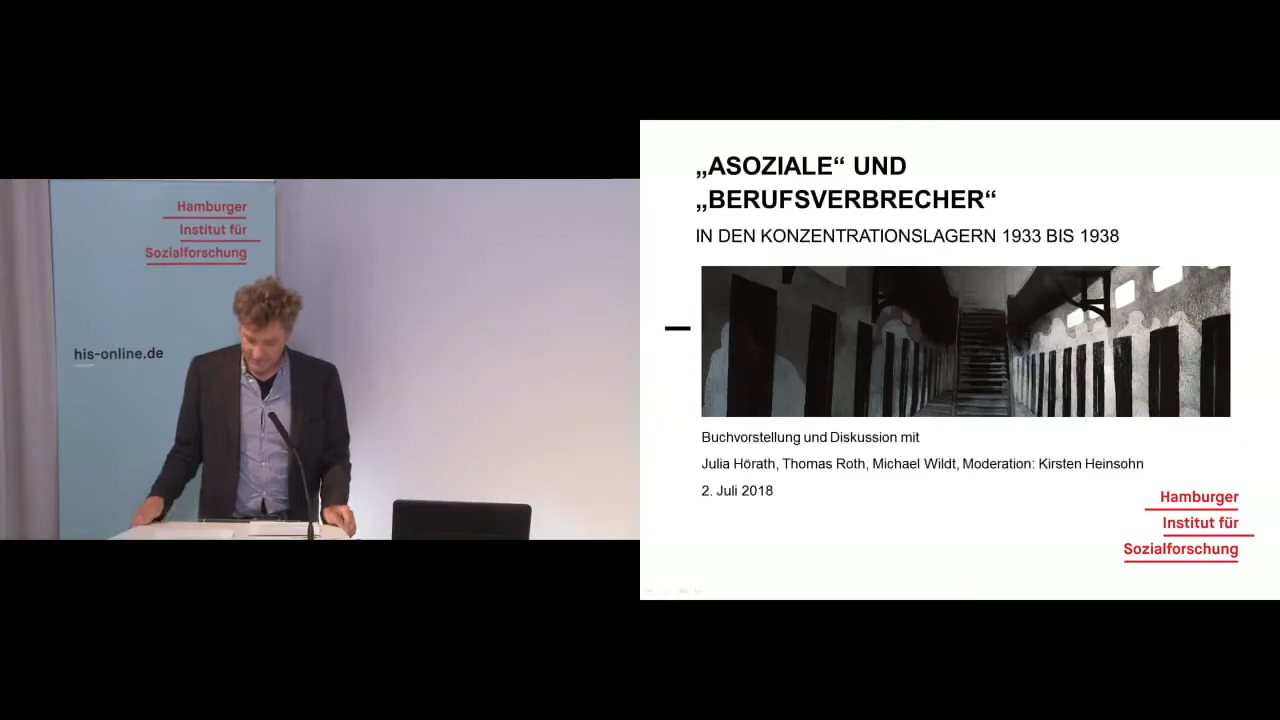 Hamburger
Institut für
Sozialforschung
his-online.de
„ASOZIALE“ UND
„BERUFSVERBRECHER“
IN DEN KONZENTRATIONSLAGERN 1933 BIS 1938
Buchvorstellung und Diskussion mit
Julia Hörath, Thomas Roth, Michael Wildt, Moderation: Kirsten Heinsohn
2. Juli 2018
Hamburger
Institut für
Sozialforschung